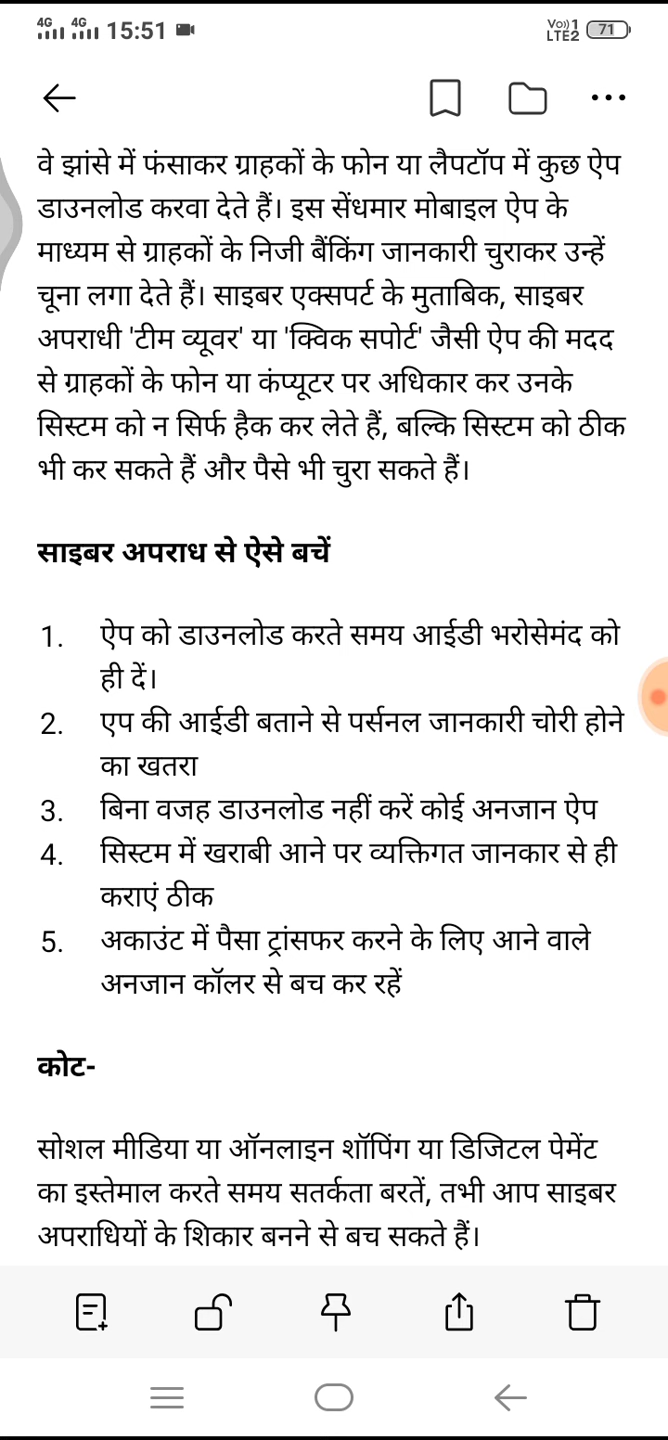 4G 4G 15:51 Vo)) 1 LTE2 71
वे झांसे में फंसाकर ग्राहकों के फोन या लैपटॉप में कुछ ऐप
डाउनलोड करवा देते हैं। इस सेंधमार मोबाइल ऐप के
माध्यम से ग्राहकों के निजी बैंकिंग जानकारी चुराकर उन्हें
चूना लगा देते हैं। साइबर एक्सपर्ट के मुताबिक, साइबर
अपराधी 'टीम व्यूवर' या 'क्विक सपोर्ट' जैसी ऐप की मदद
से ग्राहकों के फोन या कंप्यूटर पर अधिकार कर उनके
सिस्टम को न सिर्फ हैक कर लेते हैं, बल्कि सिस्टम को ठीक
भी कर सकते हैं और पैसे भी चुरा सकते हैं।
साइबर अपराध से ऐसे बचें
1. ऐप को डाउनलोड करते समय आईडी भरोसेमंद को
ही दें।
2. एप की आईडी बताने से पर्सनल जानकारी चोरी होने
का खतरा
3. बिना वजह डाउनलोड नहीं करें कोई अनजान ऐप
4. सिस्टम में खराबी आने पर व्यक्तिगत जानकार से ही
कराएं ठीक
5. अकाउंट में पैसा ट्रांसफर करने के लिए आने वाले
अनजान कॉलर से बच कर रहें
कोट-
सोशल मीडिया या ऑनलाइन शॉपिंग या डिजिटल पेमेंट
का इस्तेमाल करते समय सतर्कता बरतें, तभी आप साइबर
अपराधियों के शिकार बनने से बच सकते हैं।